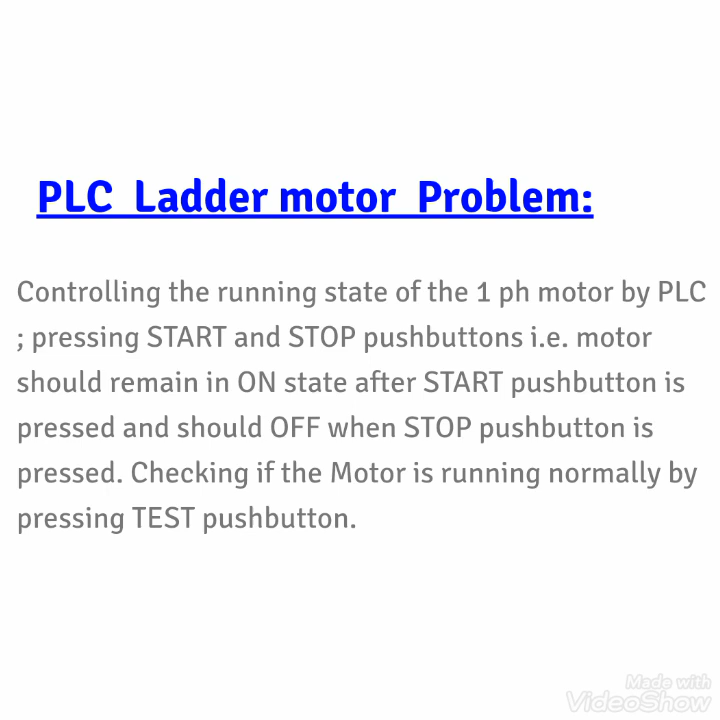 PLC Ladder motor Problem:
Controlling the running state of the 1 ph motor by PLC
; pressing START and STOP pushbuttons i.e. motor
should remain in ON state after START pushbutton is
pressed and should OFF when STOP pushbutton is
pressed. Checking if the Motor is running normally by
pressing TEST pushbutton.
Made with
VideoShow